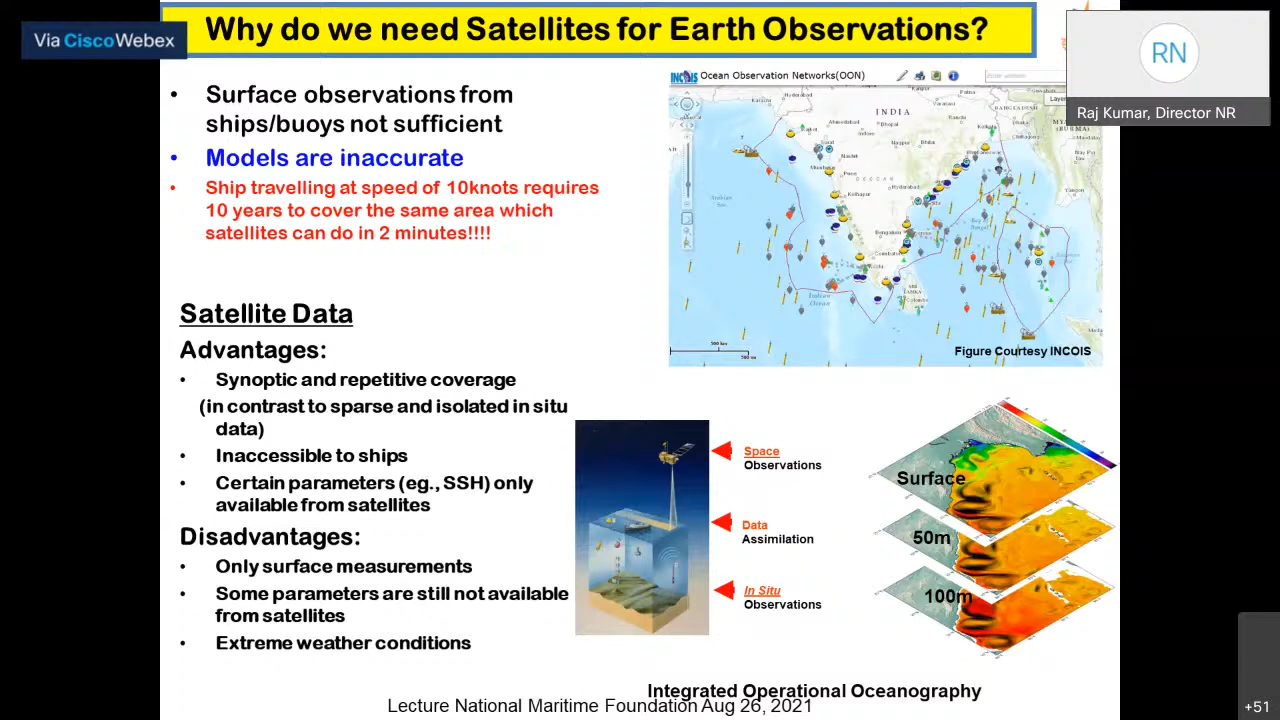 Why do we need Satellites for Earth Observations?
Via Cisco Webex
RN
Raj Kumar, Director NR
• Surface observations from
ships/buoys not sufficient
• Models are inaccurate
• Ship travelling at speed of 10knots requires
10 years to cover the same area which
satellites can do in 2 minutes!!!!
INCOIS Ocean Observation Networks(OON)
INDIA
Figure Courtesy INCOIS
Satellite Data
Advantages:
• Synoptic and repetitive coverage
(in contrast to sparse and isolated in situ
data)
• Inaccessible to ships
• Certain parameters (eg., SSH) only
available from satellites
Disadvantages:
• Only surface measurements
• Some parameters are still not available
from satellites
• Extreme weather conditions
Space
Observations
Data
Assimilation
In Situ
Observations
Surface
50m
100m
Integrated Operational Oceanography
Lecture National Maritime Foundation Aug 26, 2021
+51